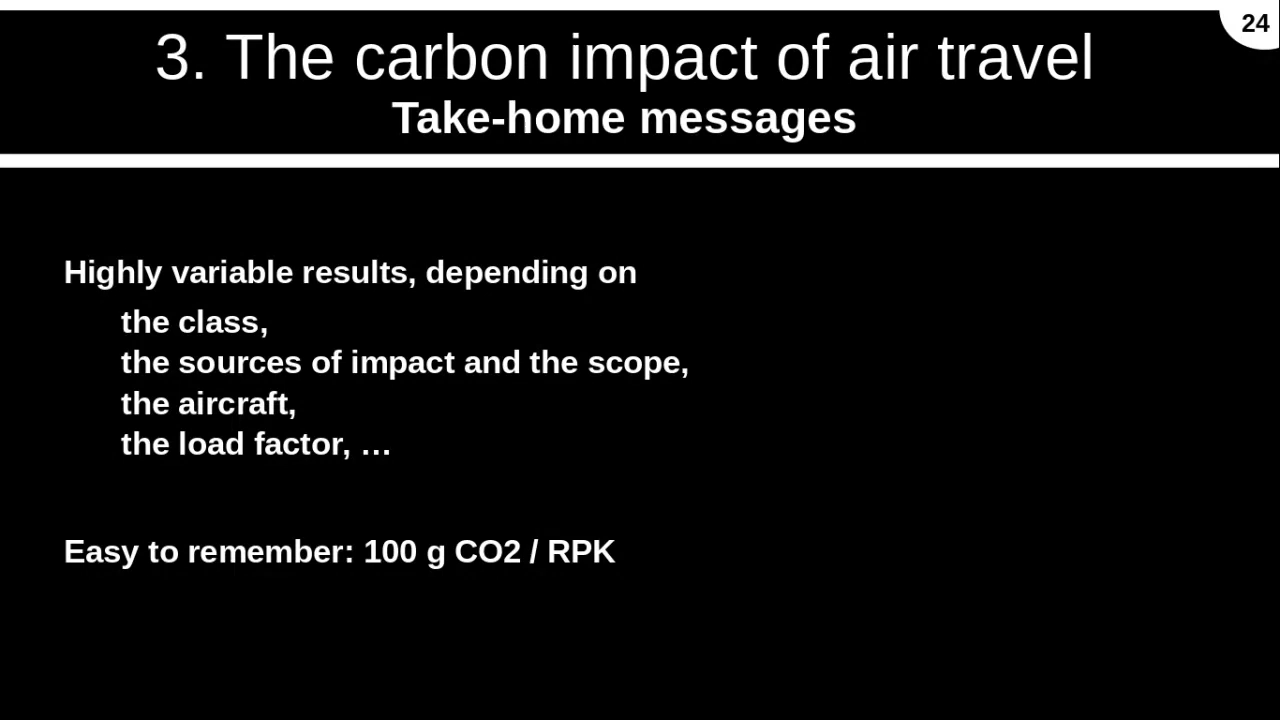 24
3. The carbon impact of air travel
Take-home messages
Highly variable results, depending on
the class,
the sources of impact and the scope,
the aircraft,
the load factor, …
Easy to remember: 100 g CO2 / RPK